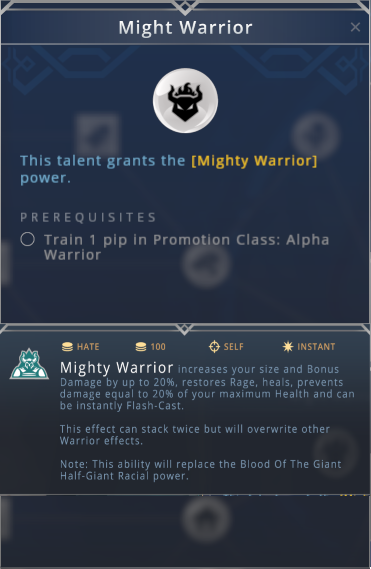 Might Warrior
This talent grants the [Mighty Warrior]
power.
PREREQUISITES
Train 1 pip in Promotion Class: Alpha
Warrior
HATE 100 SELF INSTANT
Mighty Warrior increases your size and Bonus
Damage by up to 20%, restores Rage, heals, prevents
damage equal to 20% of your maximum Health and can
be instantly Flash-Cast.
This effect can stack twice but will overwrite other
Warrior effects.
Note: This ability will replace the Blood Of The Giant
Half-Giant Racial power.